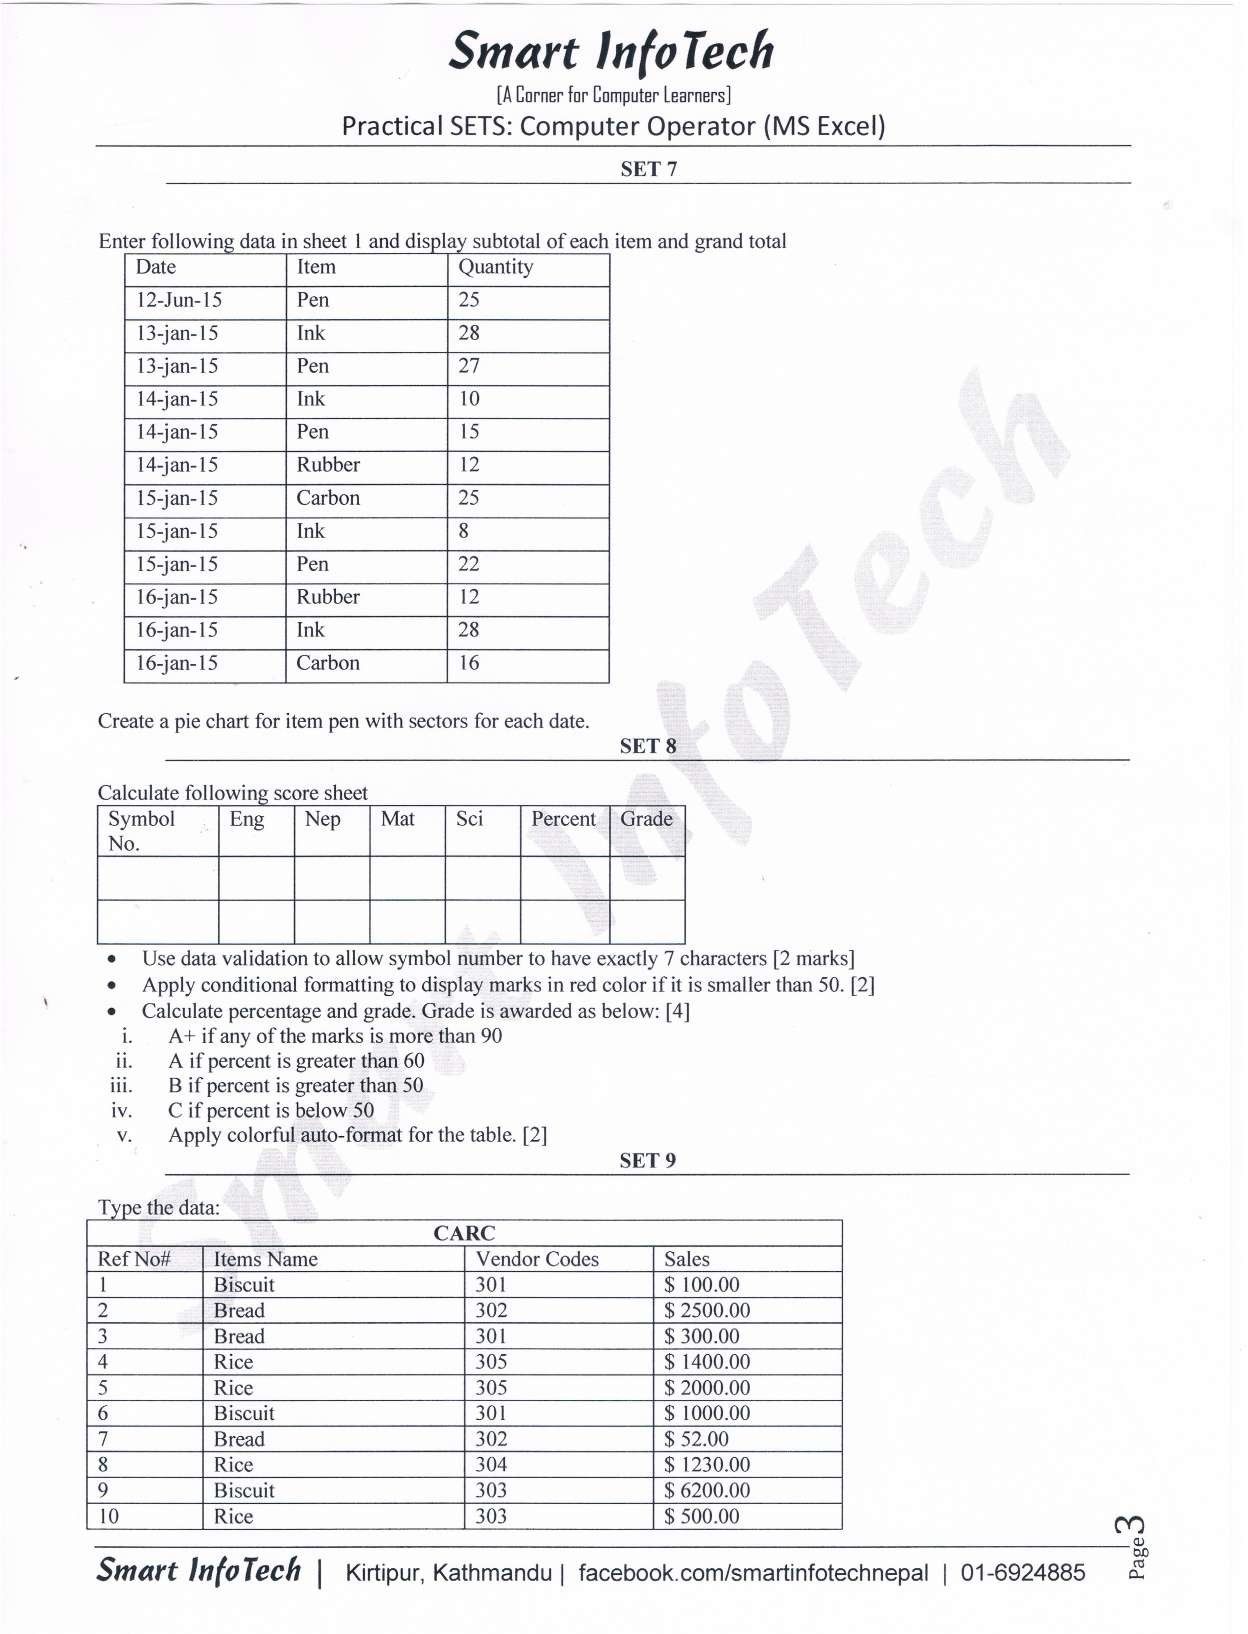 Smart InfoTech
[A Corner for Computer Learners]
Practical SETS: Computer Operator (MS Excel)
SET 7
Enter following data in sheet 1 and display subtotal of each item and grand total
Date Item Quantity
12-Jun-15 Pen 25
13-jan-15 Ink 28
13-jan-15 Pen 27
14-jan-15 Ink 10
14-jan-15 Pen 15
14-jan-15 Rubber 12
15-jan-15 Carbon 25
15-jan-15 Ink 8
15-jan-15 Pen 22
16-jan-15 Rubber 12
16-jan-15 Ink 28
16-jan-15 Carbon 16
Create a pie chart for item pen with sectors for each date.
SET 8
Calculate following score sheet
Symbol No. Eng Nep Mat Sci Percent Grade
• Use data validation to allow symbol number to have exactly 7 characters [2 marks]
• Apply conditional formatting to display marks in red color if it is smaller than 50. [2]
• Calculate percentage and grade. Grade is awarded as below: [4]
i. A+ if any of the marks is more than 90
ii. A if percent is greater than 60
iii. B if percent is greater than 50
iv. C if percent is below 50
v. Apply colorful auto-format for the table. [2]
SET 9
Type the data:
CARC
Ref No# Items Name Vendor Codes Sales
1 Biscuit 301 $ 100.00
2 Bread 302 $ 2500.00
3 Bread 301 $ 300.00
4 Rice 305 $ 1400.00
5 Rice 305 $ 2000.00
6 Biscuit 301 $ 1000.00
7 Bread 302 $ 52.00
8 Rice 304 $ 1230.00
9 Biscuit 303 $ 6200.00
10 Rice 303 $ 500.00
Smart InfoTech | Kirtipur, Kathmandu | facebook.com/smartinfotechnepal | 01-6924885
Page3
Smart InfoTech